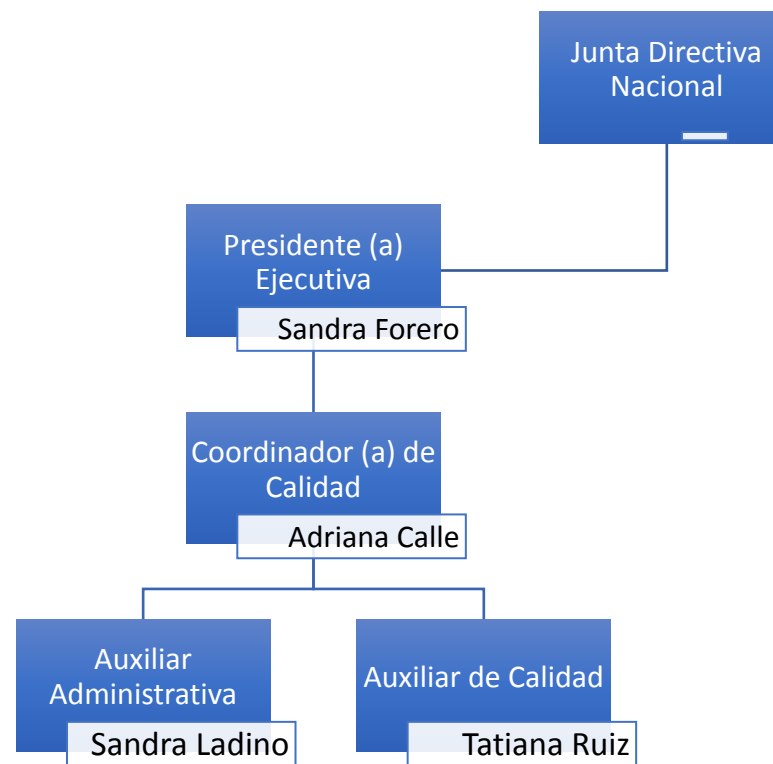 Junta Directiva
Nacional
Presidente (a)
Ejecutiva
Sandra Forero
Coordinador (a) de
Calidad
Adriana Calle
Auxiliar
Administrativa
Sandra Ladino
Auxiliar de Calidad
Tatiana Ruiz